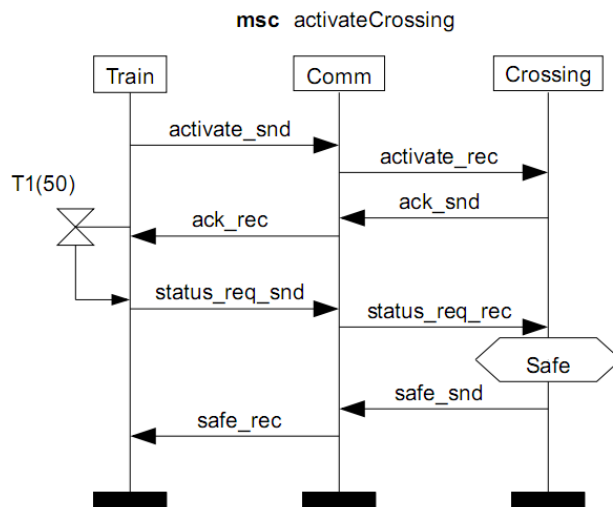 msc activateCrossing
Train
Comm
Crossing
activate_snd
activate_rec
T1(50)
ack_snd
ack_rec
status_req_snd
status_req_rec
Safe
safe_snd
safe_rec